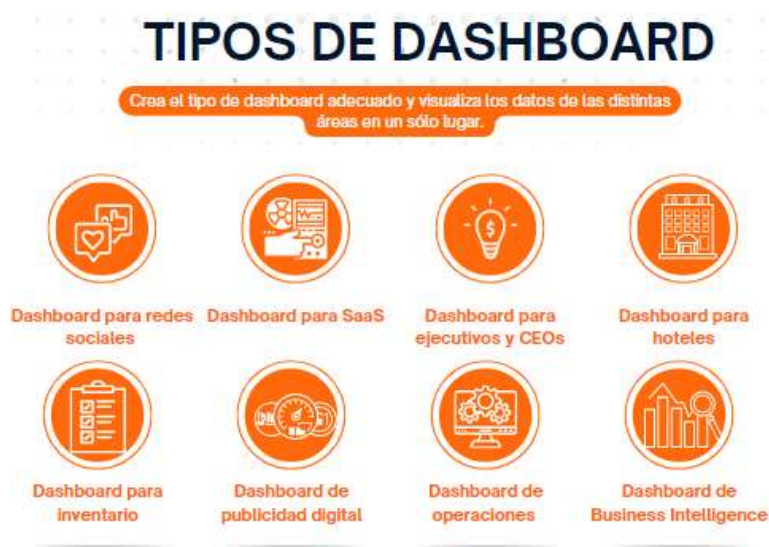 TIPOS DE DASHBOARD
Crea el tipo de dashboard adecuado y visualiza los datos de las distintas
áreas en un sólo lugar.
Dashboard para redes
sociales
Dashboard para SaaS
Dashboard para
ejecutivos y CEOs
Dashboard para
hoteles
Dashboard para
inventario
Dashboard de
publicidad digital
Dashboard de
operaciones
Dashboard de
Business Intelligence